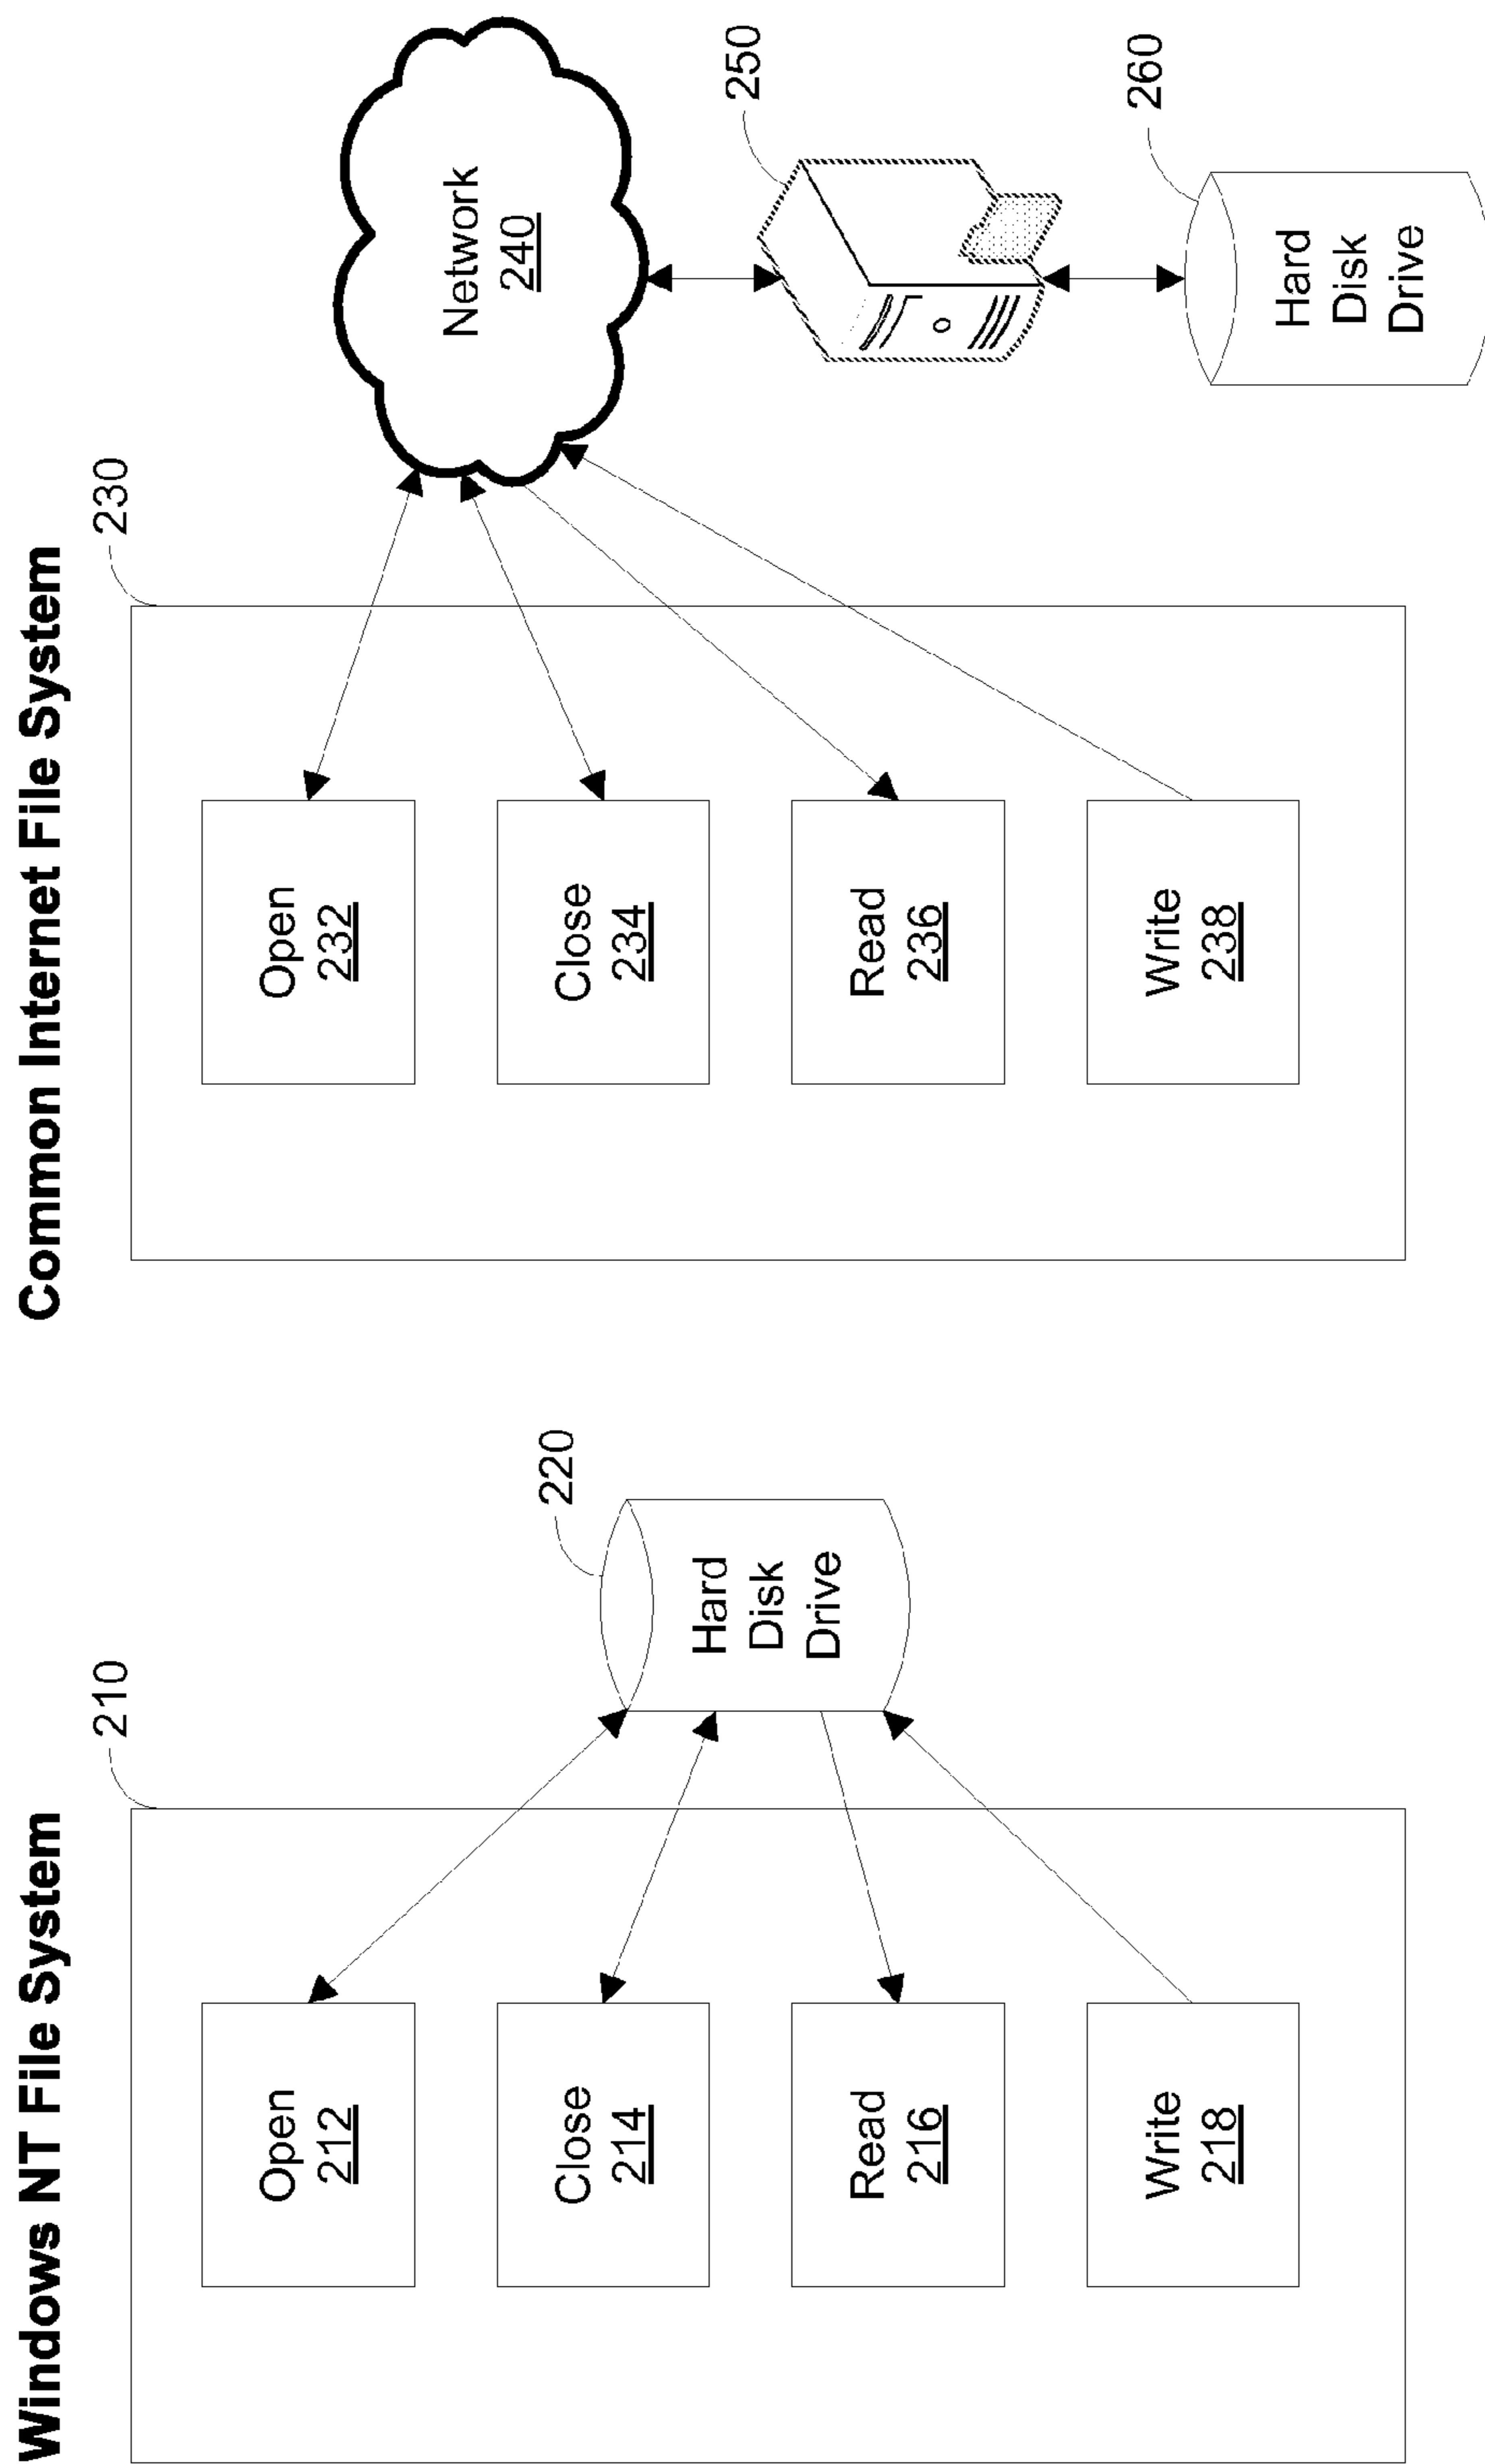 Windows NT File System
210
Open
212
Close
214
Read
216
Write
218
220
Hard
Disk
Drive
Common Internet File System
230
Open
232
Close
234
Read
236
Write
238
Network
240
250
260
Hard
Disk
Drive